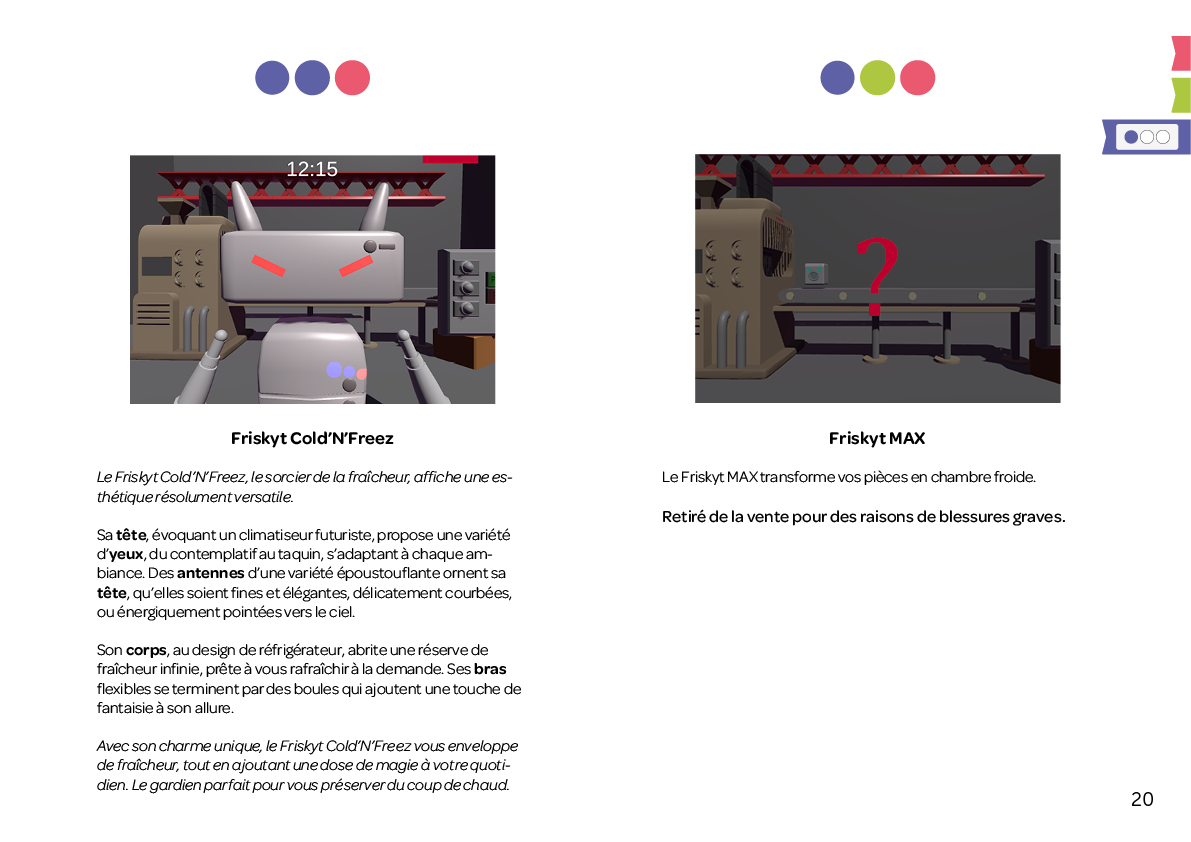 12:15
?
Friskyt Cold’N’Freez
Le Friskyt Cold’N’Freez, le sorcier de la fraîcheur, affiche une es-
thétique résolument versatile.
Sa tête, évoquant un climatiseur futuriste, propose une variété
d’yeux, du contemplatif au taquin, s’adaptant à chaque am-
biance. Des antennes d’une variété époustouflante ornent sa
tête, qu’elles soient fines et élégantes, délicatement courbées,
ou énergiquement pointées vers le ciel.
Son corps, au design de réfrigérateur, abrite une réserve de
fraîcheur infinie, prête à vous rafraîchir à la demande. Ses bras
flexibles se terminent par des boules qui ajoutent une touche de
fantaisie à son allure.
Avec son charme unique, le Friskyt Cold’N’Freez vous enveloppe
de fraîcheur, tout en ajoutant une dose de magie à votre quoti-
dien. Le gardien parfait pour vous préserver du coup de chaud.
Friskyt MAX
Le Friskyt MAX transforme vos pièces en chambre froide.
Retiré de la vente pour des raisons de blessures graves.
20